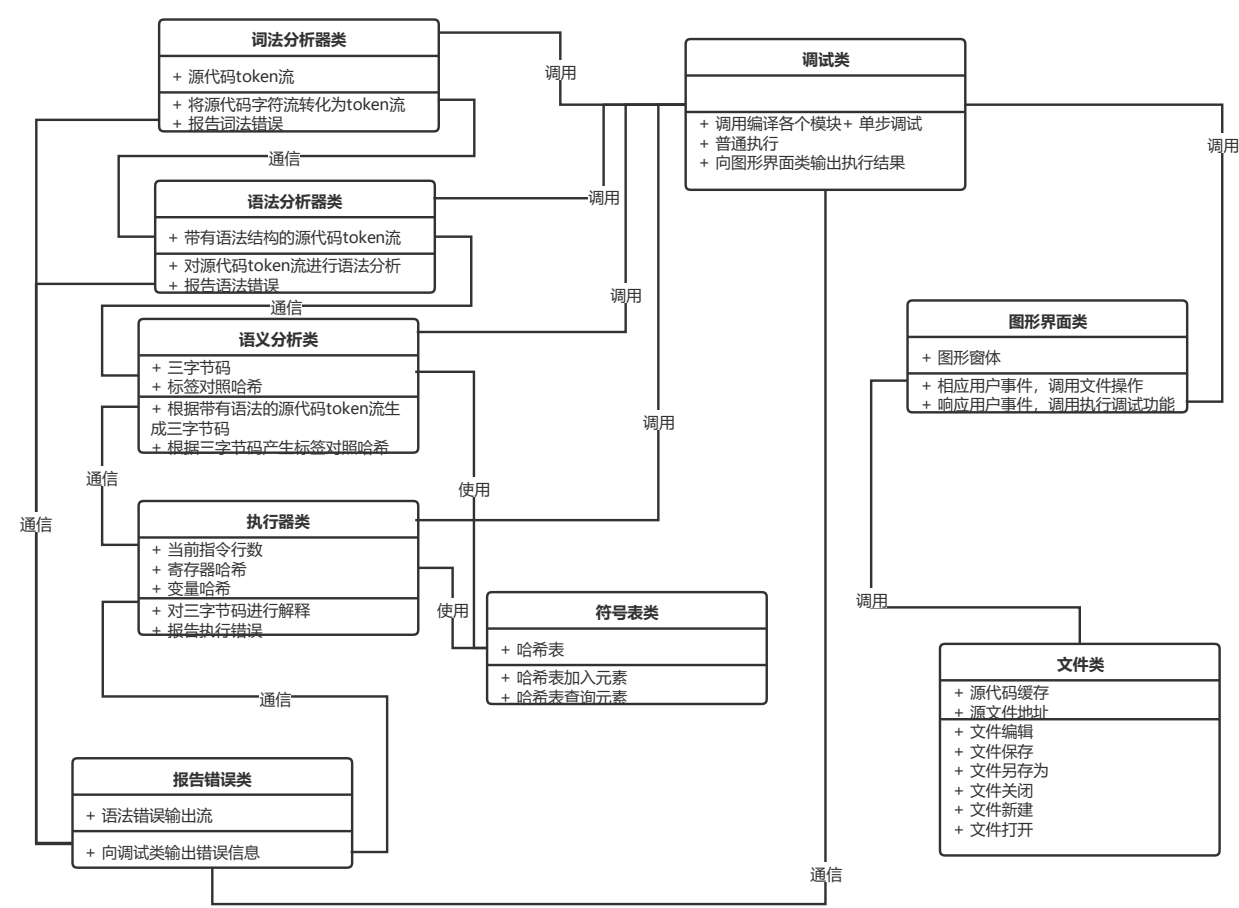 词法分析器类
+ 源代码token流
+ 将源代码字符流转化为token流
+ 报告词法错误
调用
通信
调试类
+ 调用编译各个模块+ 单步调试
+ 普通执行
+ 向图形界面类输出执行结果
调用
语法分析器类
+ 带有语法结构的源代码token流
+ 对源代码token流进行语法分析
+ 报告语法错误
调用
通信
语义分析类
+ 三字节码
+ 标签对照哈希
+ 根据带有语法的源代码token流生
成三字节码
+ 根据三字节码产生标签对照哈希
调用
图形界面类
+ 图形窗体
+ 相应用户事件，调用文件操作
+ 响应用户事件，调用执行调试功能
调用
通信
使用
通信
执行器类
+ 当前指令行数
+ 寄存器哈希
+ 变量哈希
+ 对三字节码进行解释
+ 报告执行错误
使用
符号表类
+ 哈希表
+ 哈希表加入元素
+ 哈希表查询元素
调用
文件类
+ 源代码缓存
+ 源文件地址
+ 文件编辑
+ 文件保存
+ 文件另存为
+ 文件关闭
+ 文件新建
+ 文件打开
通信
报告错误类
+ 语法错误输出流
+ 向调试类输出错误信息
通信